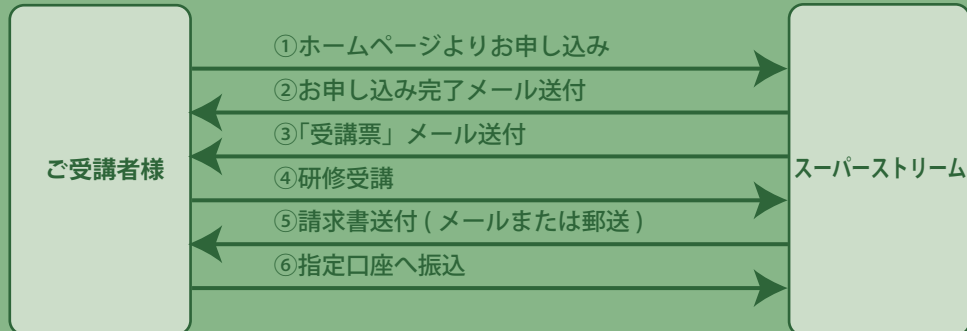 ①ホームページよりお申し込み
②お申し込み完了メール送付
③「受講票」メール送付
ご受講者様
スーパーストリーム
④研修受講
⑤請求書送付 ( メールまたは郵送 )
⑥指定口座へ振込